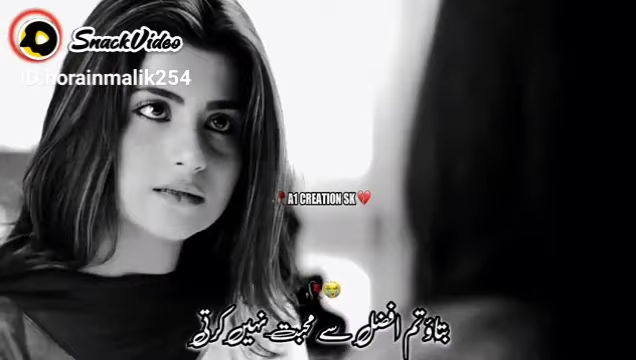 SnackVideo
ID:horainmalik254
🥀A1 CREATION SK💔
🥀😭
بتاؤ تم افضل سے محبت نہیں کرتی